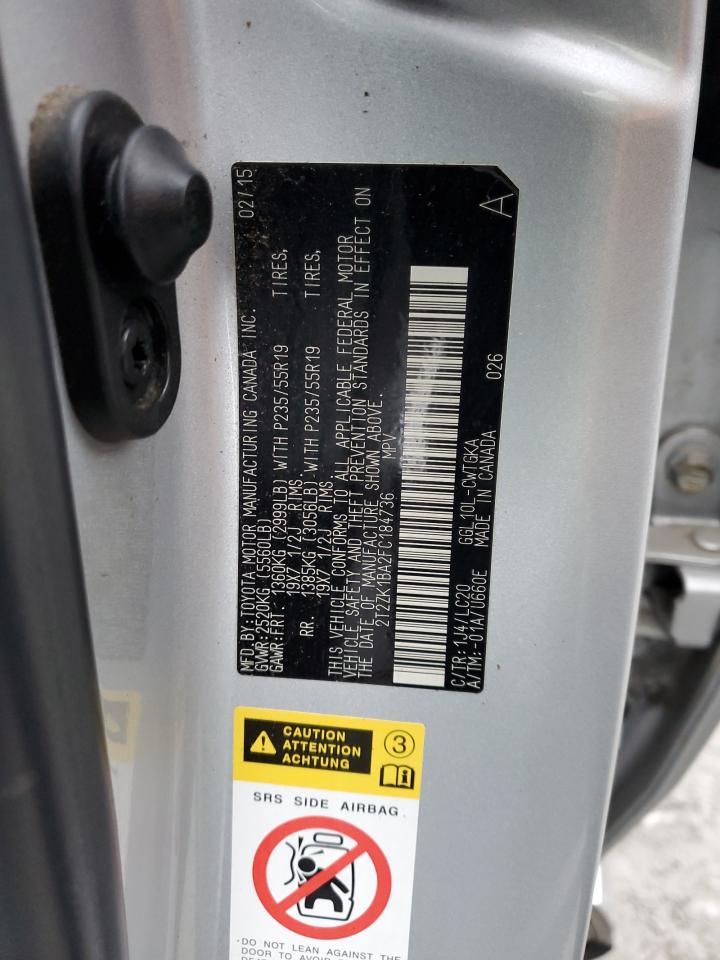 MFD.BY:TOYOTA MOTOR MANUFACTURING CANADA INC. 02/15
GVWR:2520KG (5560LB)
GAWR:FRT. 1360KG (2999LB) WITH P235/55R19 TIRES,
19X7 1/2J RIMS
RR. 1385KG (3056LB) WITH P235/55R19 TIRES,
19X7 1/2J RIMS
THIS VEHICLE CONFORMS TO ALL APPLICABLE FEDERAL MOTOR
VEHICLE SAFETY AND THEFT PREVENTION STANDARDS IN EFFECT ON
THE DATE OF MANUFACTURE SHOWN ABOVE.
2T2ZK1BA2FC184736 MPV
C/TR:1J4/LC20 GGL10L-CWTGKA 026
A/TM:-01A/U660E MADE IN CANADA
A
CAUTION
ATTENTION
ACHTUNG
3
SRS SIDE AIRBAG
·DO NOT LEAN AGAINST THE
DOOR TO AVOID